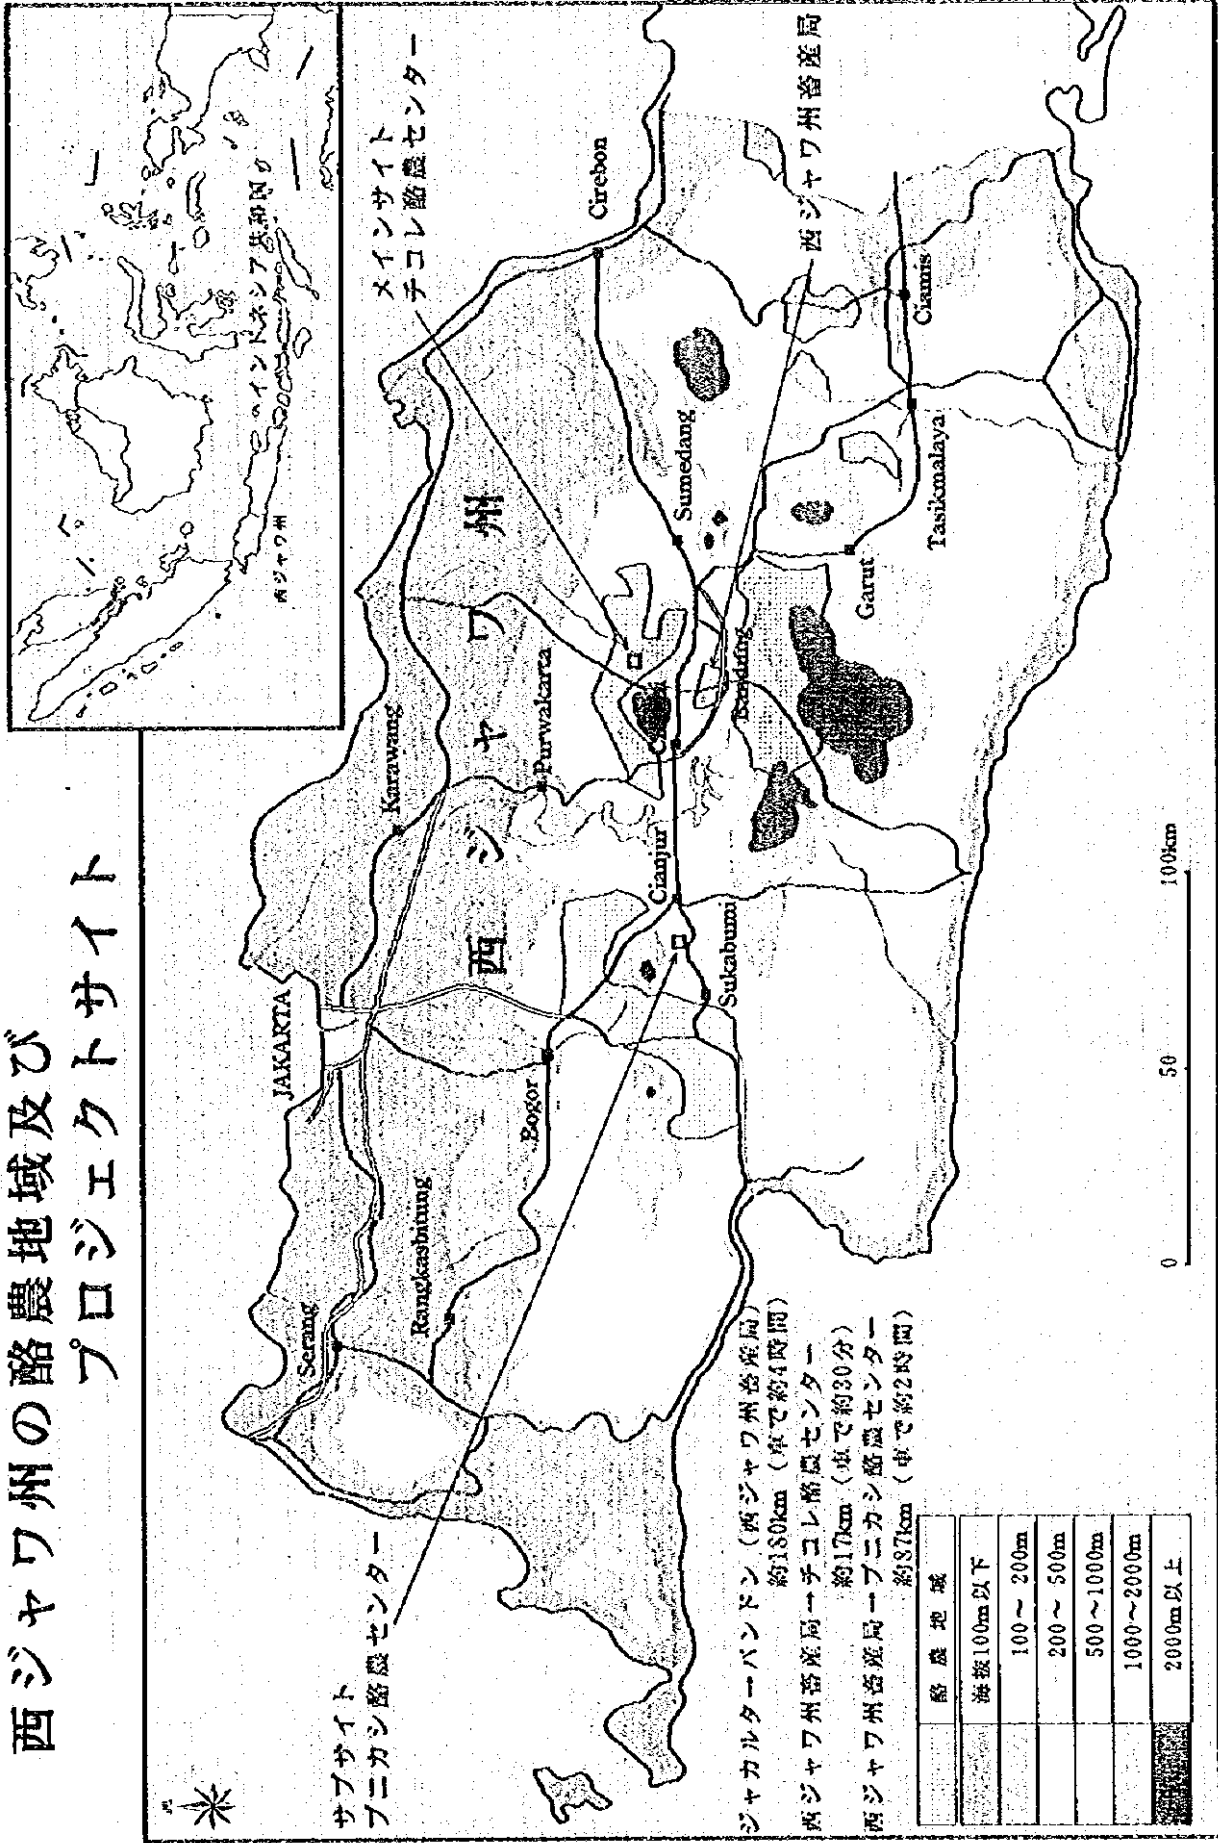 西ジャワ州の酪農地域及び
プロジェクトサイト
インドネシア共和国
西ジャワ州
メインサイト
チコレ酪農センター
西ジャワ州畜産局
サブサイト
ブニカシ酪農センター
西ジャワ州
JAKARTA
Serang
Rangkasbitung
Bogor
Karawang
Purwakarta
Cianjur
Sukabumi
Bandung
Sumedang
Cirebon
Garut
Tasikmalaya
Ciamis
ジャカルターバンドン(西ジャワ州畜産局)
約180km(車で約4時間)
西ジャワ州畜産局ーチコレ酪農センター
約17km(車で約30分)
西ジャワ州畜産局ーブニカシ酪農センター
約87km(車で約2時間)
酪農地域
海抜100m以下
100~200m
200~500m
500~1000m
1000~2000m
2000m以上
0 50 100km